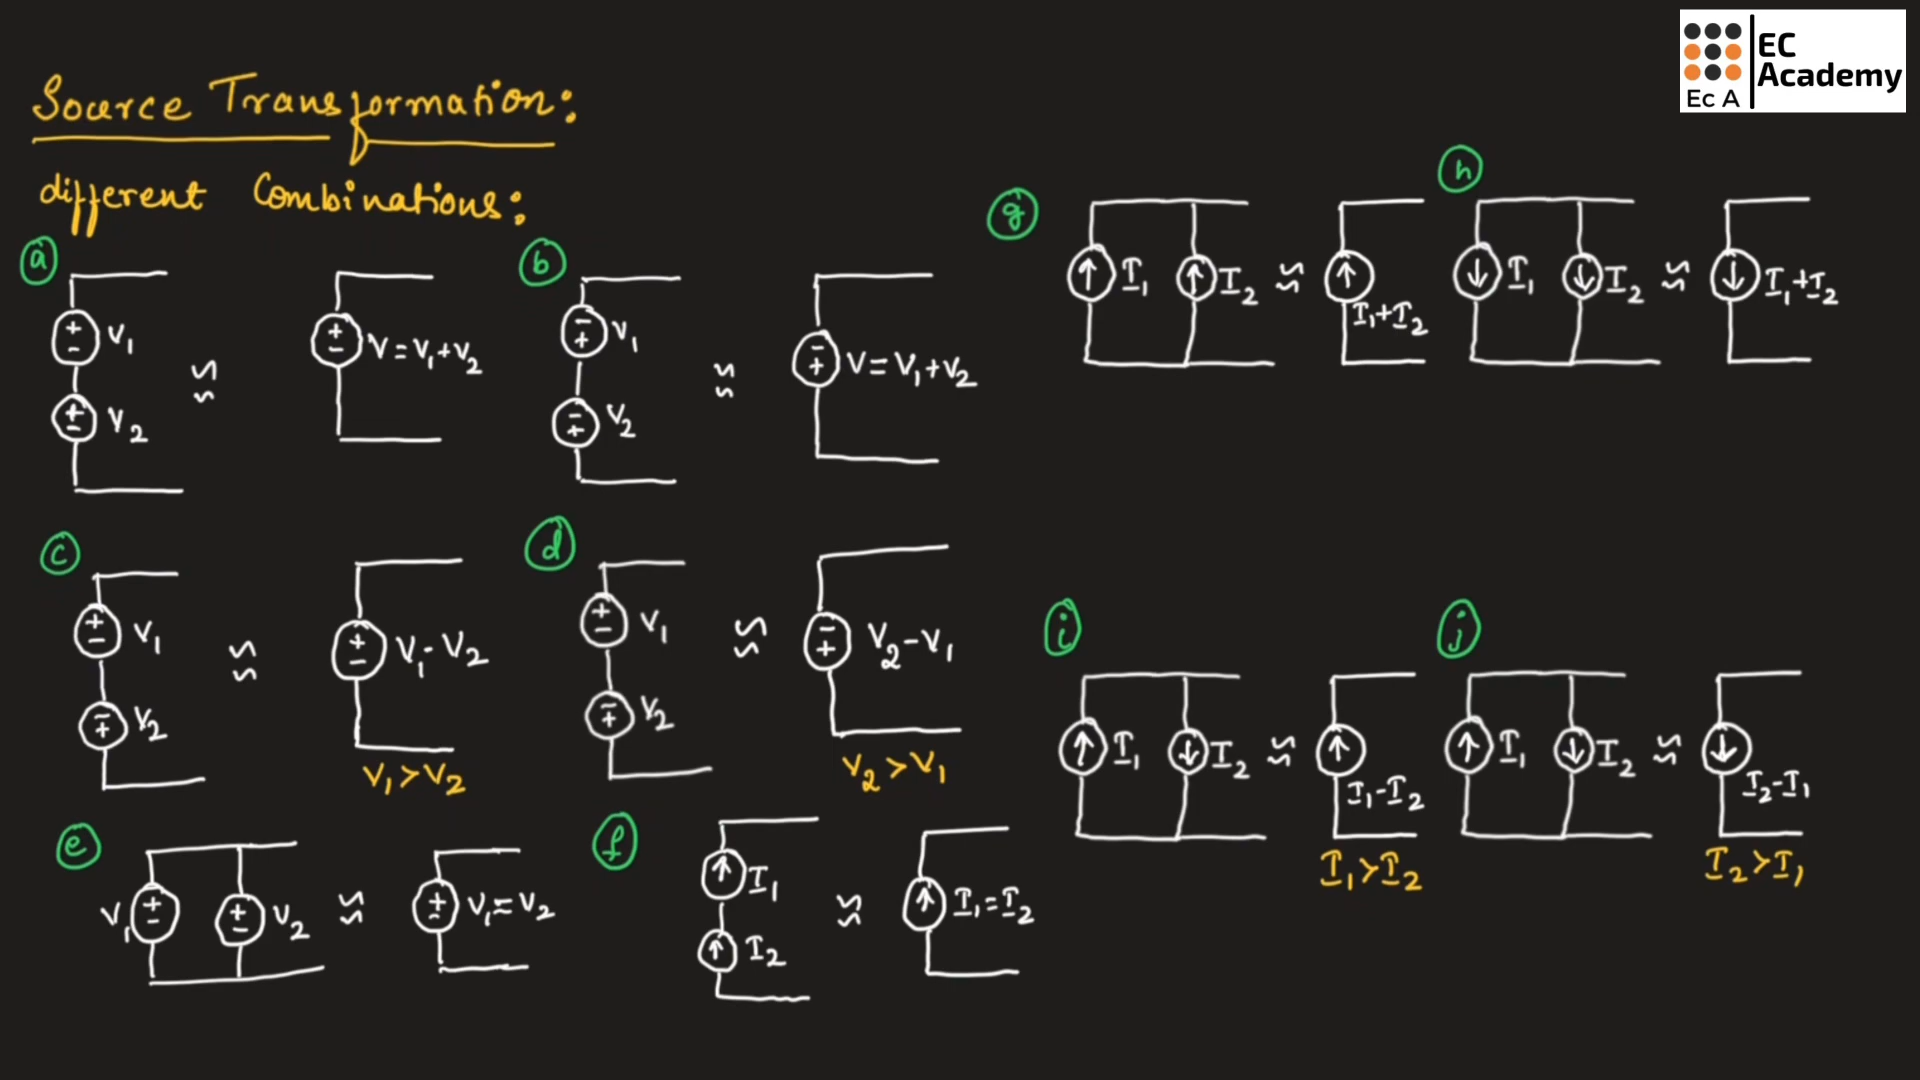 EC
Academy
Ec A
Source Transformation:
different Combinations:
a
+
-
V₁
+
-
V₂
≈
+
-
V=V₁+V₂
b
-
+
V₁
-
+
V₂
≈
-
+
V=V₁+V₂
c
+
-
V₁
-
+
V₂
≈
+
-
V₁-V₂
V₁>V₂
d
+
-
V₁
-
+
V₂
≈
-
+
V₂-V₁
V₂>V₁
e
V₁
+
-
+
-
V₂
≈
+
-
V₁=V₂
f
↑ I₁
↑ I₂
≈
↑ I₁=I₂
g
↑ I₁ ↑ I₂ ≈ ↑
I₁+I₂
h
↓ I₁ ↓ I₂ ≈ ↓ I₁+I₂
i
↑ I₁ ↓ I₂ ≈ ↑
I₁-I₂
I₁>I₂
j
↑ I₁ ↓ I₂ ≈ ↓
I₂-I₁
I₂>I₁